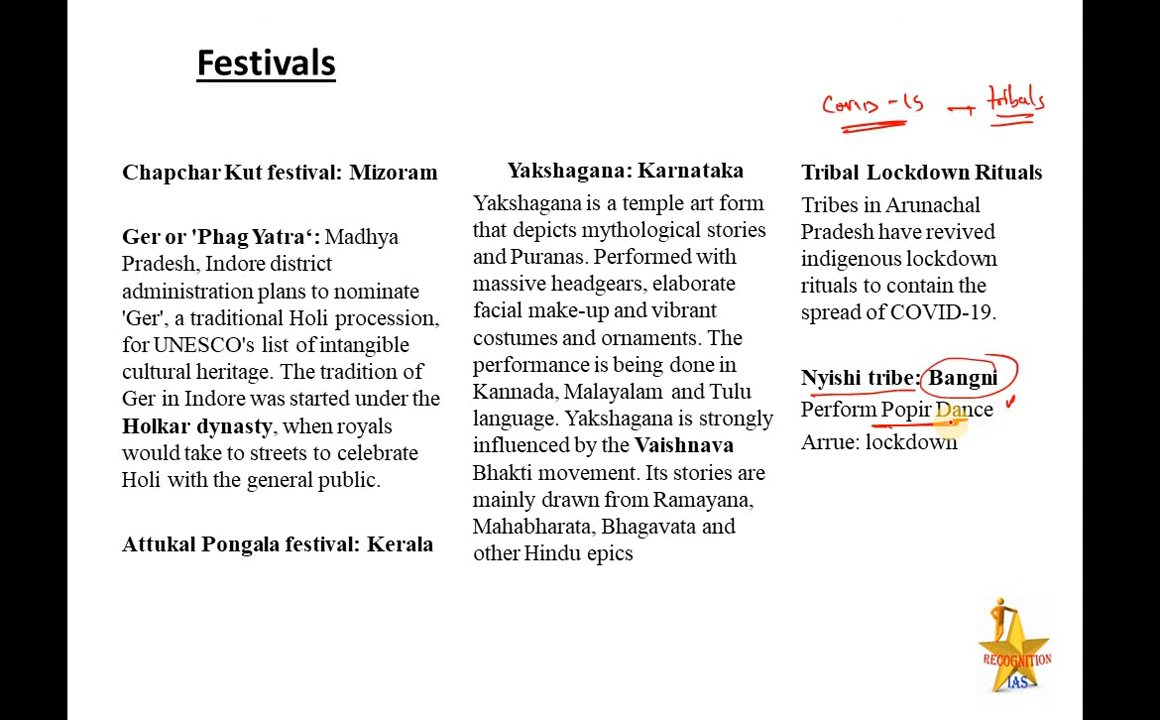 Festivals
Covid-19 → tribals
Chapchar Kut festival: Mizoram
Ger or 'Phag Yatra‘: Madhya
Pradesh, Indore district
administration plans to nominate
'Ger', a traditional Holi procession,
for UNESCO's list of intangible
cultural heritage. The tradition of
Ger in Indore was started under the
Holkar dynasty, when royals
would take to streets to celebrate
Holi with the general public.
Attukal Pongala festival: Kerala
Yakshagana: Karnataka
Yakshagana is a temple art form
that depicts mythological stories
and Puranas. Performed with
massive headgears, elaborate
facial make-up and vibrant
costumes and ornaments. The
performance is being done in
Kannada, Malayalam and Tulu
language. Yakshagana is strongly
influenced by the Vaishnava
Bhakti movement. Its stories are
mainly drawn from Ramayana,
Mahabharata, Bhagavata and
other Hindu epics
Tribal Lockdown Rituals
Tribes in Arunachal
Pradesh have revived
indigenous lockdown
rituals to contain the
spread of COVID-19.
Nyishi tribe: Bangni
Perform Popir Dance
Arrue: lockdown
RECOGNITION
IAS